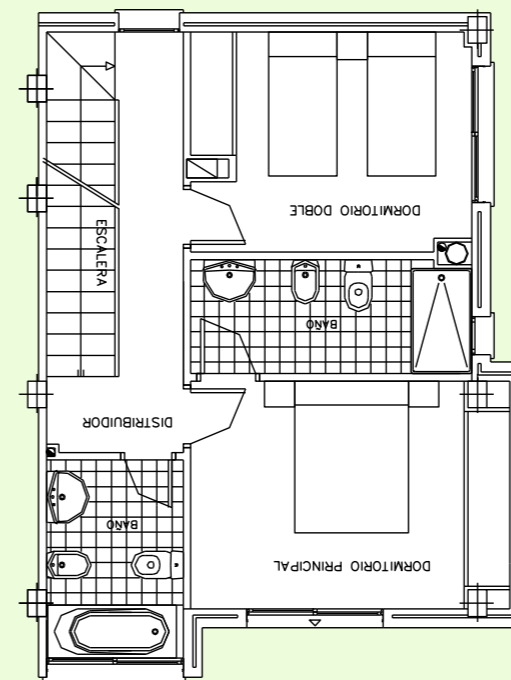 DORMITORIO DOBLE
ESCALERA
BAÑO
DISTRIBUIDOR
BAÑO
DORMITORIO PRINCIPAL